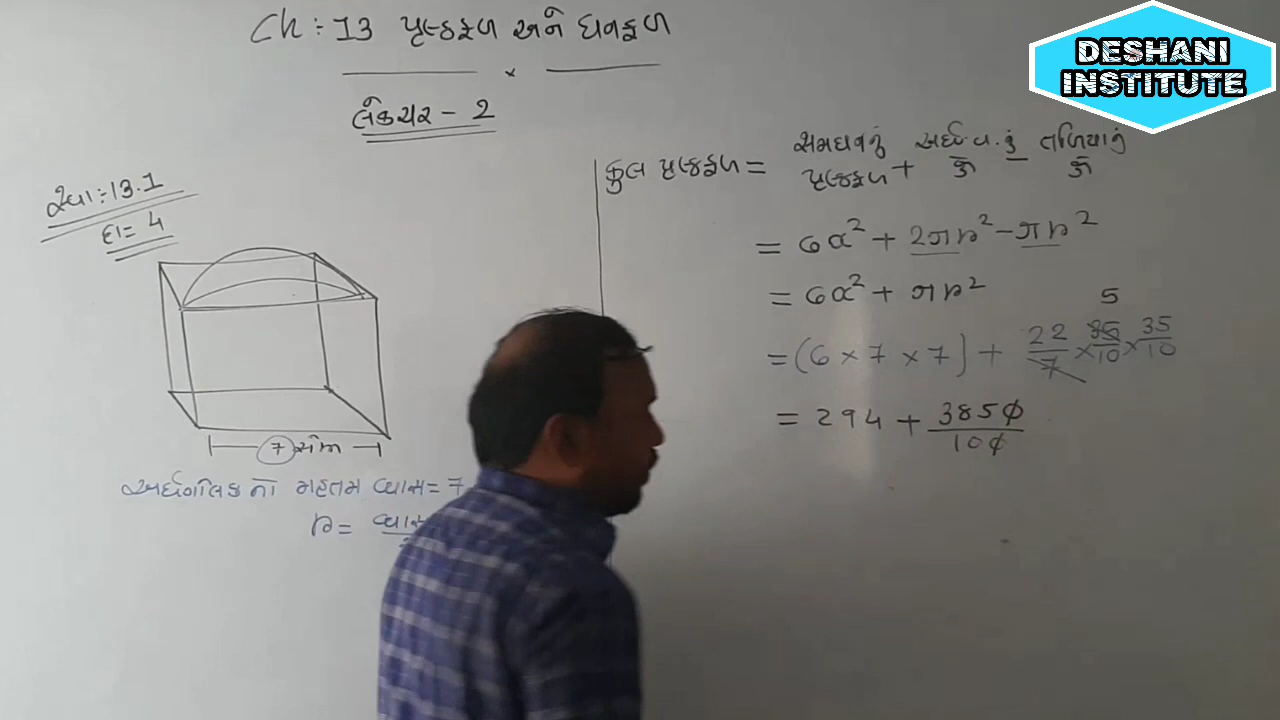 Ch : 13 પૃષ્ઠફળ અને ઘનફળ
લેકચર - 2
સ્વા: 13.1
દા= 4
7 સેમી
અર્ધગોલકનો મહત્તમ વ્યાસ = 7
r =
કુલ પૃષ્ઠફળ = સમઘનનું પૃષ્ઠફળ + અર્ધગો.નું ક્ષે - તળિયાનું ક્ષે
= 6a² + 2πr² - πr²
= 6a² + πr²
= (6 × 7 × 7) + 22/7 × 35/10 × 35/10
5
= 294 + 3850/100
DESHANI
INSTITUTE